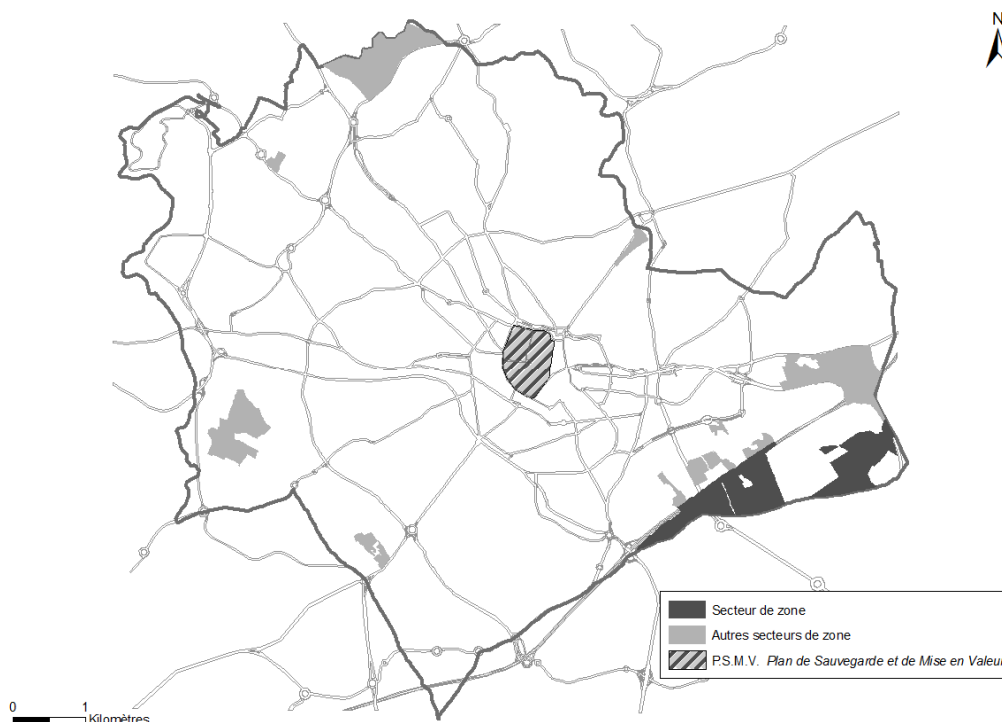 N
Secteur de zone
Autres secteurs de zone
P.S.M.V. Plan de Sauvegarde et de Mise en Valeur
0 1
Kilomètres